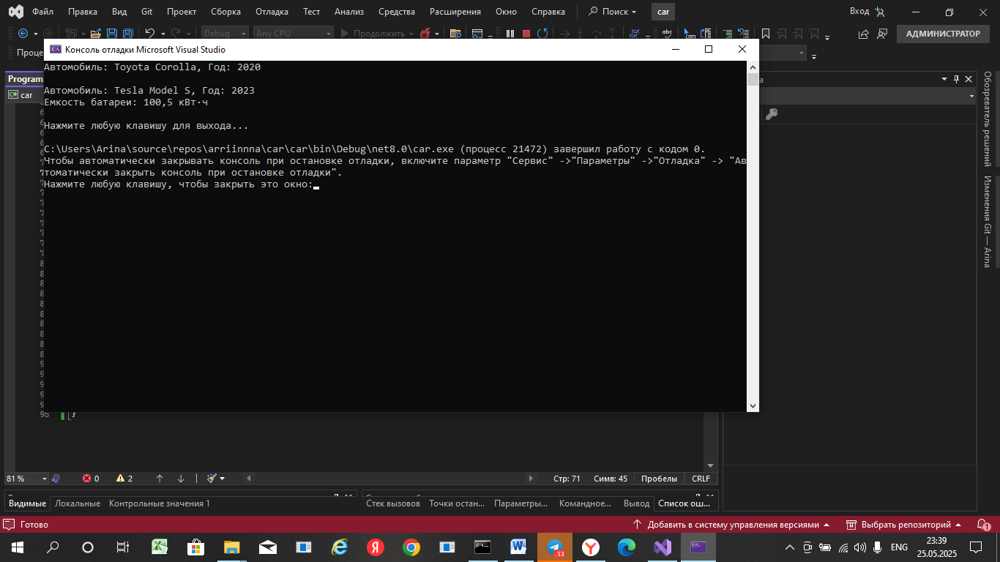 Файл Правка Вид Git Проект Сборка Отладка Тест Анализ Средства Расширения Окно Справка Поиск car Вход
Debug Any CPU Продолжить abc АДМИНИСТРАТОР
Проце
Консоль отладки Microsoft Visual Studio
Автомобиль: Toyota Corolla, Год: 2020
Автомобиль: Tesla Model S, Год: 2023
Емкость батареи: 100,5 кВт·ч
Нажмите любую клавишу для выхода...
C:\Users\Arina\source\repos\arriinnna\car\car\bin\Debug\net8.0\car.exe (процесс 21472) завершил работу с кодом 0.
Чтобы автоматически закрывать консоль при остановке отладки, включите параметр "Сервис" ->"Параметры" ->"Отладка" -> "Ав
томатически закрыть консоль при остановке отладки".
Нажмите любую клавишу, чтобы закрыть это окно:
Program
C# car
95 }
Обозреватель решений
Изменения Git — Arina
81 % 0 2 Стр: 71 Симв: 45 Пробелы CRLF
Видимые Локальные Контрольные значения 1 Стек вызовов Точки остан... Параметры... Командное... Вывод Список ош...
Готово Добавить в систему управления версиями Выбрать репозиторий 1
..53 ENG 23:39
25.05.2025